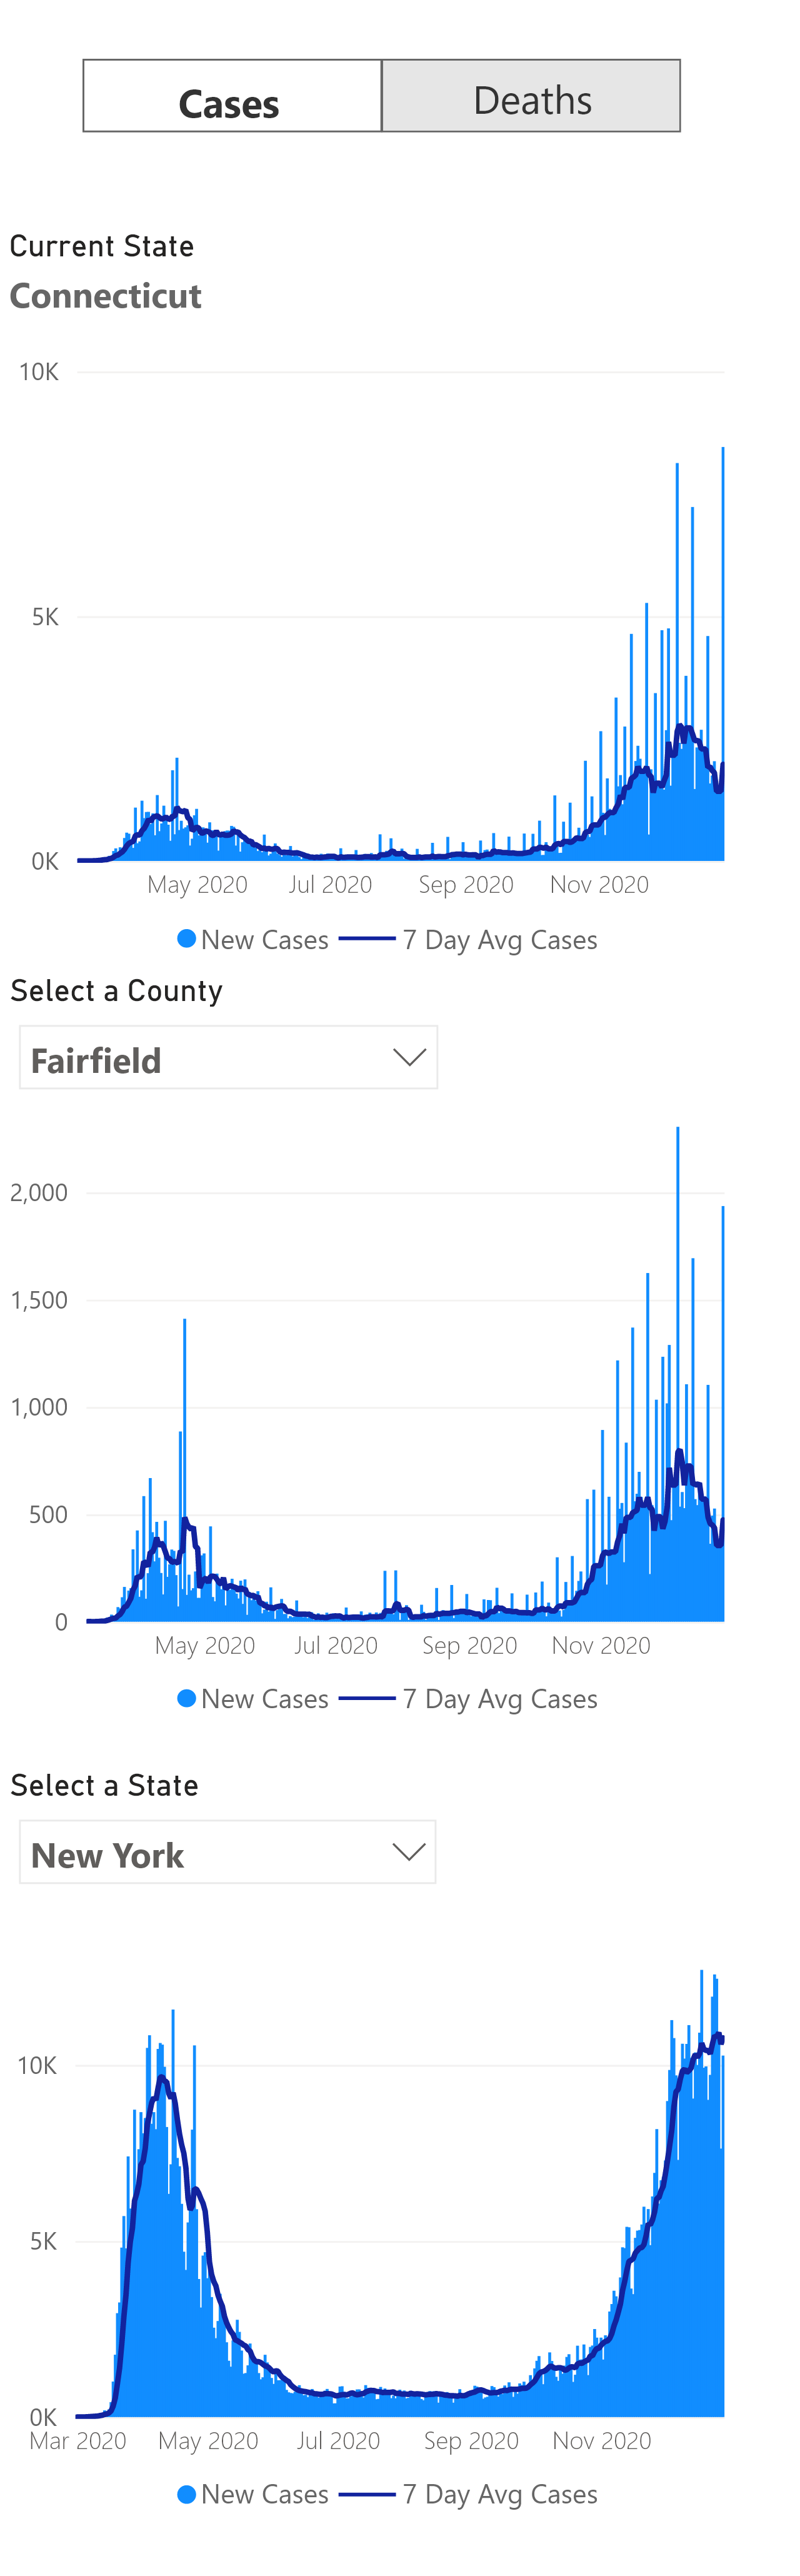 Cases Deaths
Current State
Connecticut
10K
5K
0K
May 2020 Jul 2020 Sep 2020 Nov 2020
New Cases 7 Day Avg Cases
Select a County
Fairfield
2,000
1,500
1,000
500
0
May 2020 Jul 2020 Sep 2020 Nov 2020
New Cases 7 Day Avg Cases
Select a State
New York
10K
5K
0K
Mar 2020 May 2020 Jul 2020 Sep 2020 Nov 2020
New Cases 7 Day Avg Cases